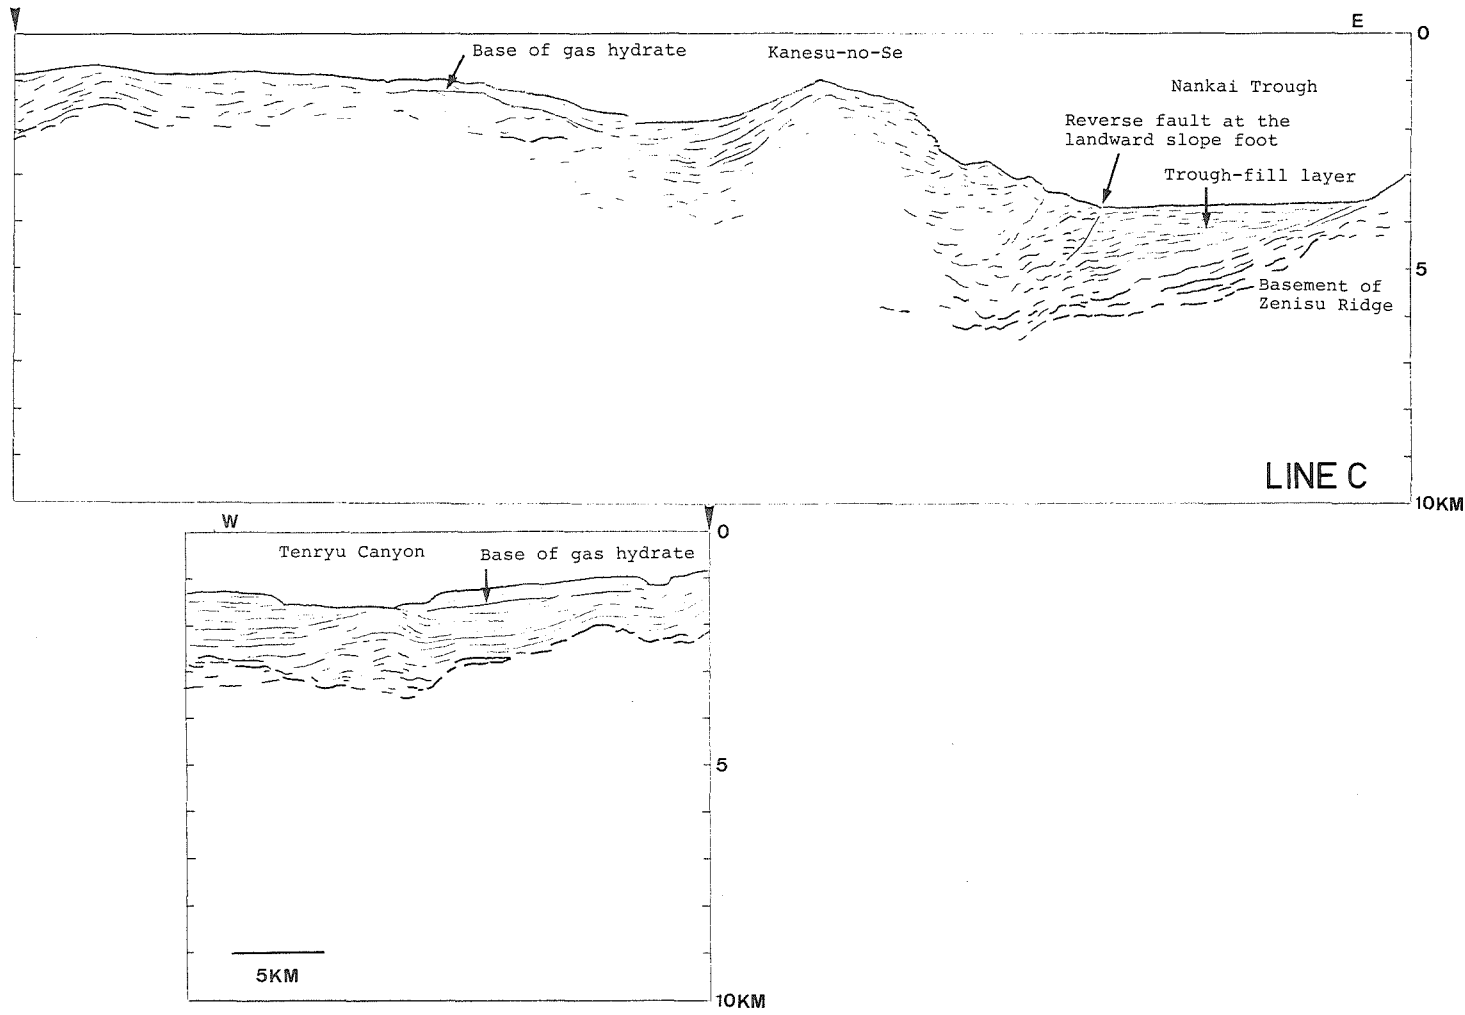 E
0
Base of gas hydrate
Kanesu-no-Se
Nankai Trough
Reverse fault at the
landward slope foot
Trough-fill layer
5
Basement of
Zenisu Ridge
LINE C
10KM
W
0
Tenryu Canyon
Base of gas hydrate
5
5KM
10KM